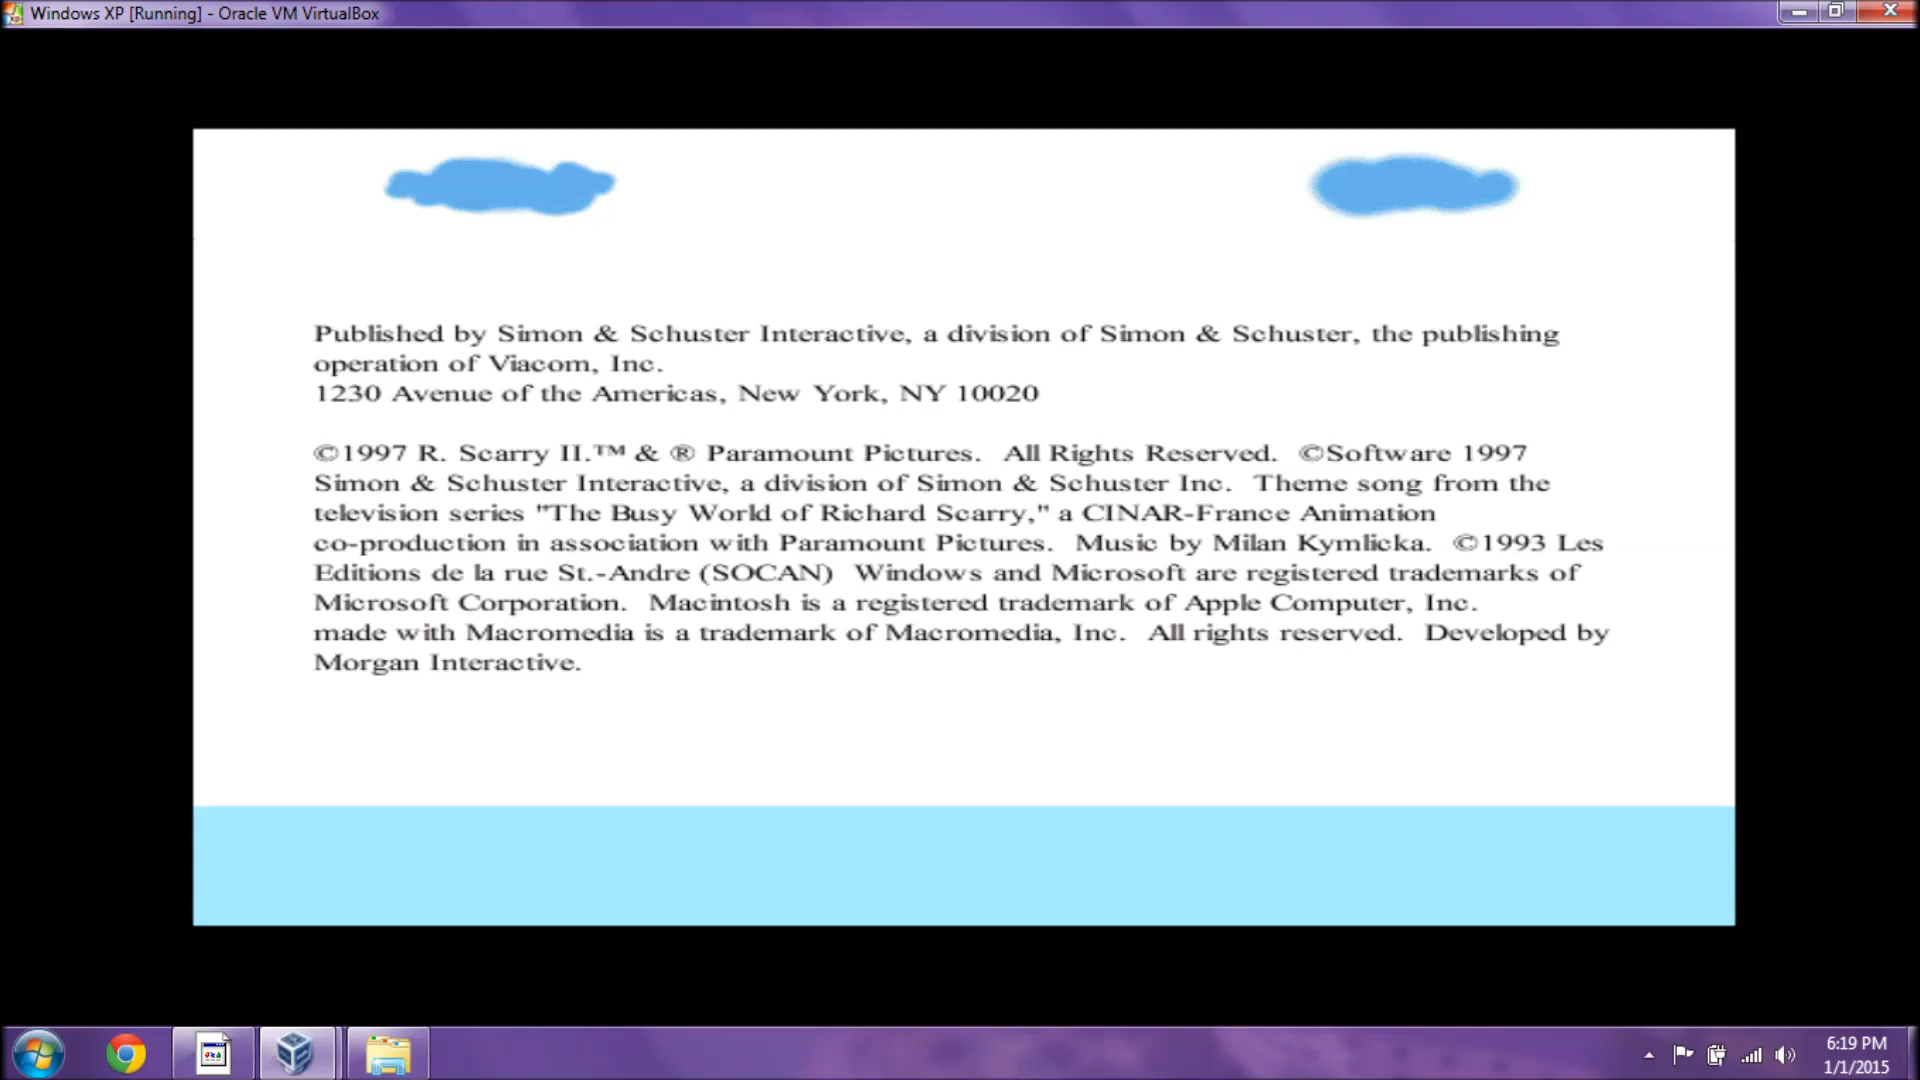 Windows XP [Running] - Oracle VM VirtualBox
Published by Simon & Schuster Interactive, a division of Simon & Schuster, the publishing
operation of Viacom, Inc.
1230 Avenue of the Americas, New York, NY 10020
©1997 R. Scarry II.™ & ® Paramount Pictures. All Rights Reserved. ©Software 1997
Simon & Schuster Interactive, a division of Simon & Schuster Inc. Theme song from the
television series "The Busy World of Richard Scarry," a CINAR-France Animation
co-production in association with Paramount Pictures. Music by Milan Kymlicka. ©1993 Les
Editions de la rue St.-Andre (SOCAN) Windows and Microsoft are registered trademarks of
Microsoft Corporation. Macintosh is a registered trademark of Apple Computer, Inc.
made with Macromedia is a trademark of Macromedia, Inc. All rights reserved. Developed by
Morgan Interactive.
6:19 PM
1/1/2015